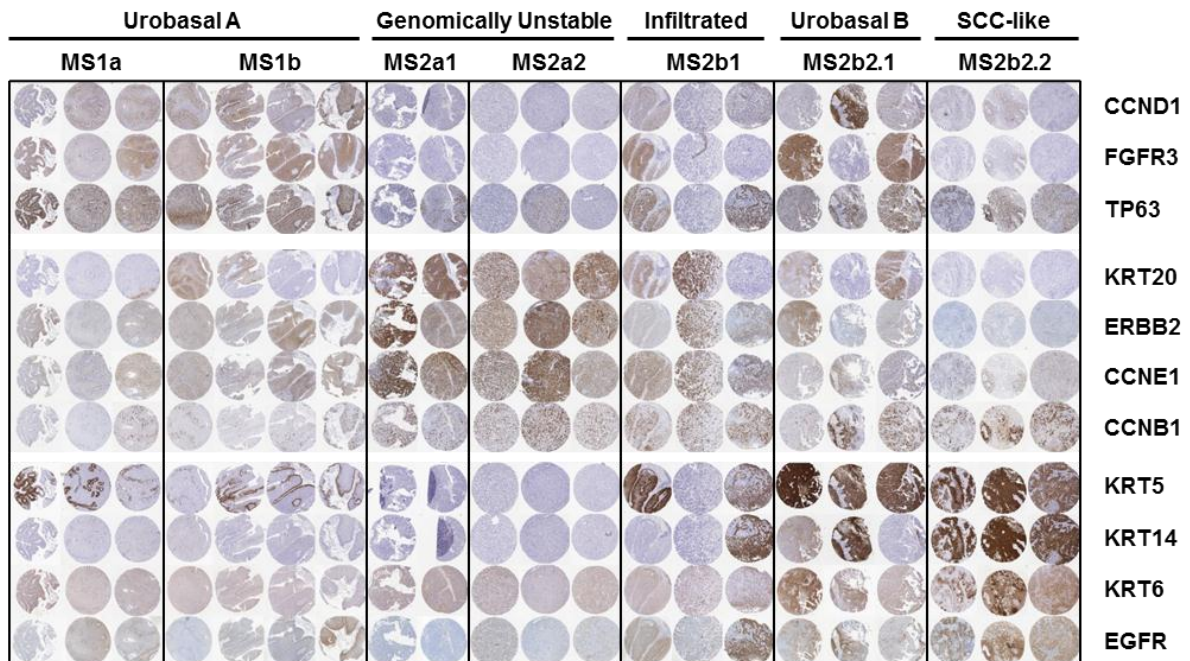 Urobasal A Genomically Unstable Infiltrated Urobasal B SCC-like
MS1a MS1b MS2a1 MS2a2 MS2b1 MS2b2.1 MS2b2.2
CCND1
FGFR3
TP63
KRT20
ERBB2
CCNE1
CCNB1
KRT5
KRT14
KRT6
EGFR